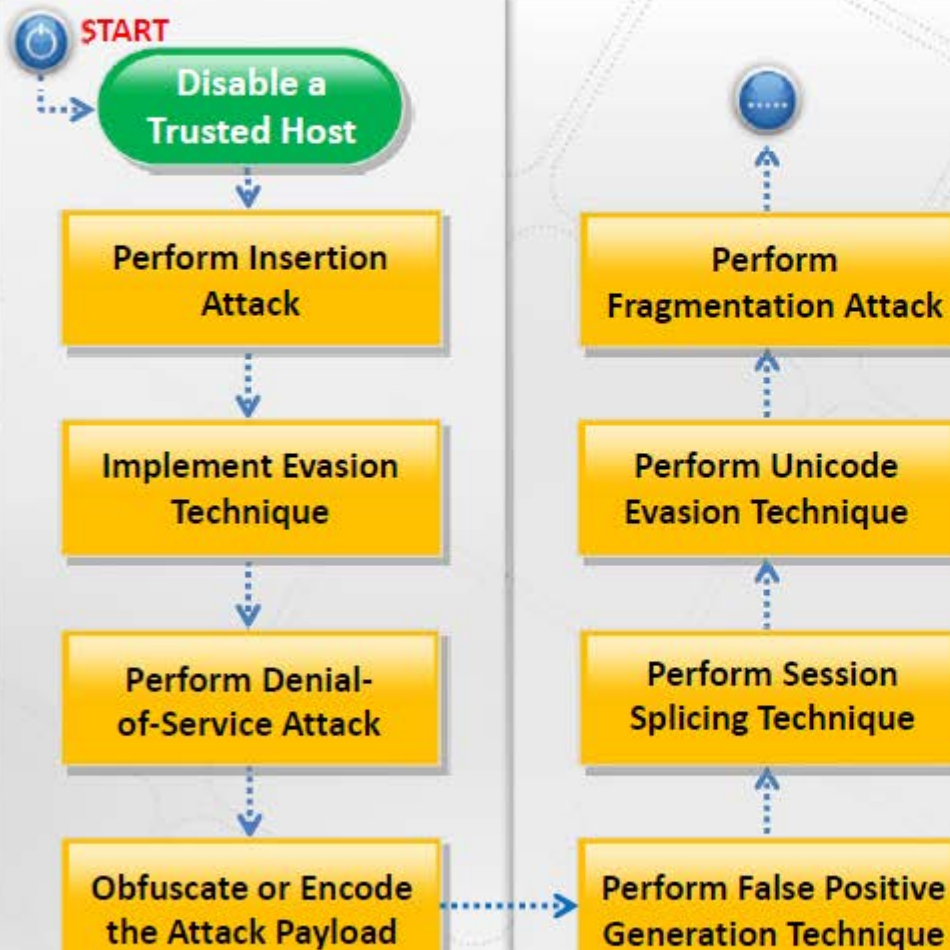 START
Disable a
Trusted Host
Perform Insertion
Attack
Implement Evasion
Technique
Perform Denial-
of-Service Attack
Obfuscate or Encode
the Attack Payload
Perform False Positive
Generation Technique
Perform Session
Splicing Technique
Perform Unicode
Evasion Technique
Perform
Fragmentation Attack